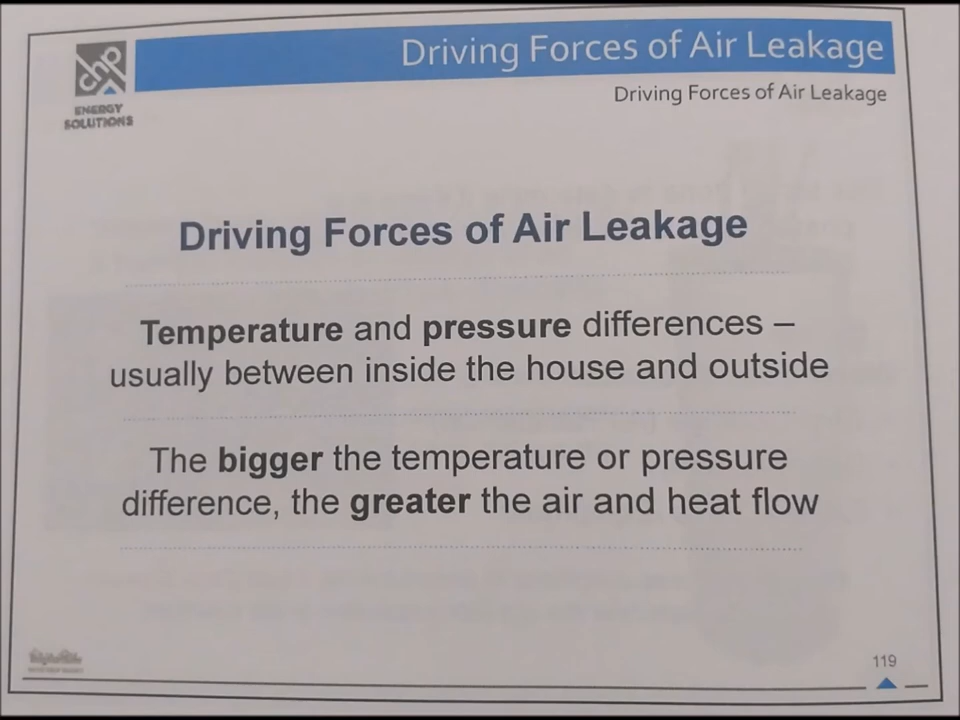 Driving Forces of Air Leakage
Driving Forces of Air Leakage
chp
ENERGY
SOLUTIONS
Driving Forces of Air Leakage
Temperature and pressure differences –
usually between inside the house and outside
The bigger the temperature or pressure
difference, the greater the air and heat flow
119